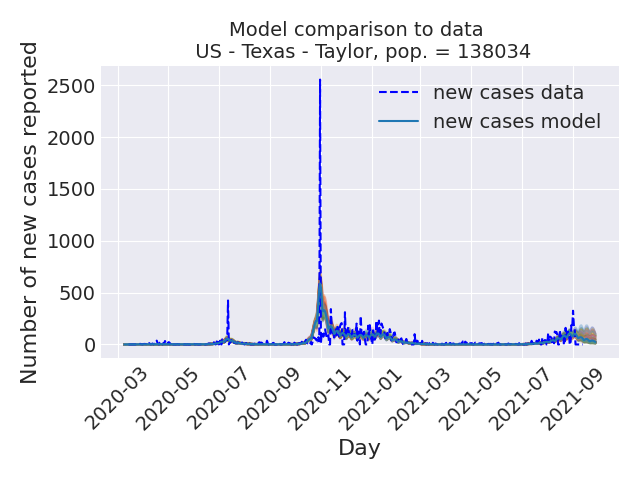 Model comparison to data
US - Texas - Taylor, pop. = 138034
Number of new cases reported
2500
2000
1500
1000
500
0
new cases data
new cases model
2020-03
2020-05
2020-07
2020-09
2020-11
2021-01
2021-03
2021-05
2021-07
2021-09
Day